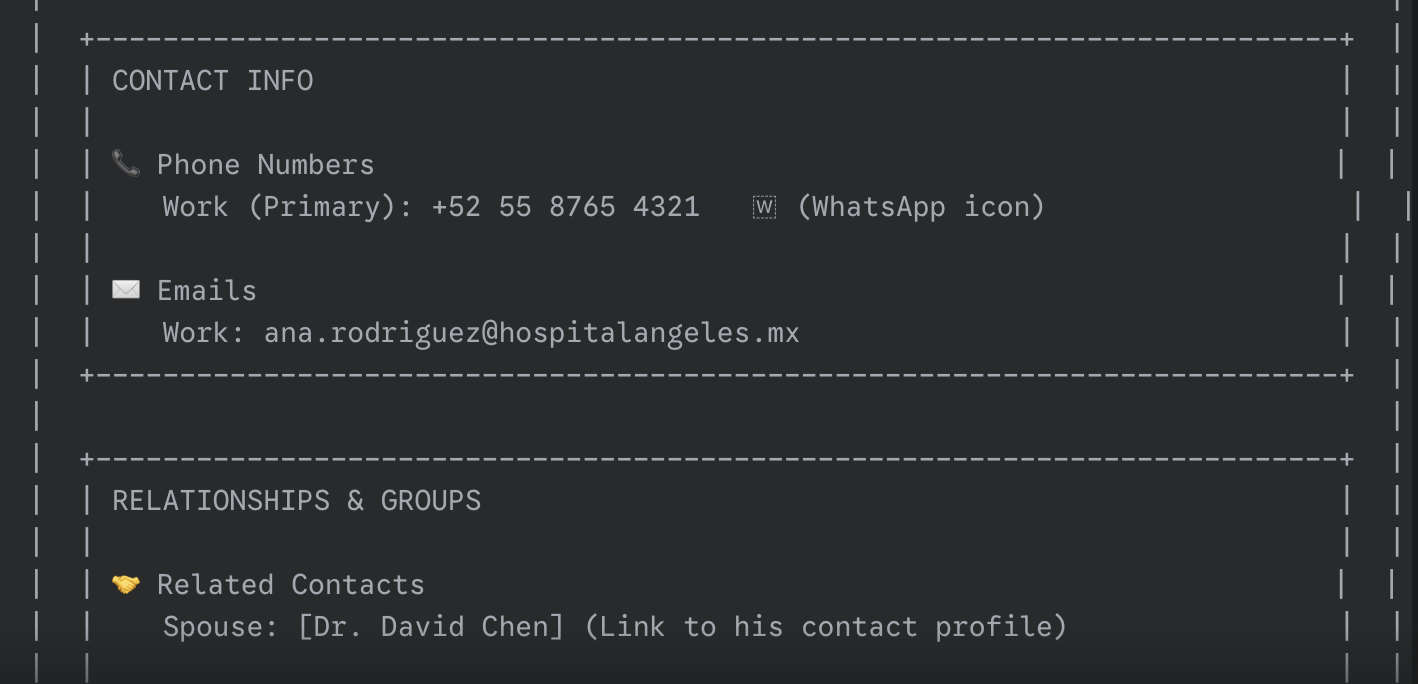 CONTACT INFO
📞 Phone Numbers
Work (Primary): +52 55 8765 4321 🅆 (WhatsApp icon)
✉️ Emails
Work: ana.rodriguez@hospitalangeles.mx
RELATIONSHIPS & GROUPS
🤝 Related Contacts
Spouse: [Dr. David Chen] (Link to his contact profile)